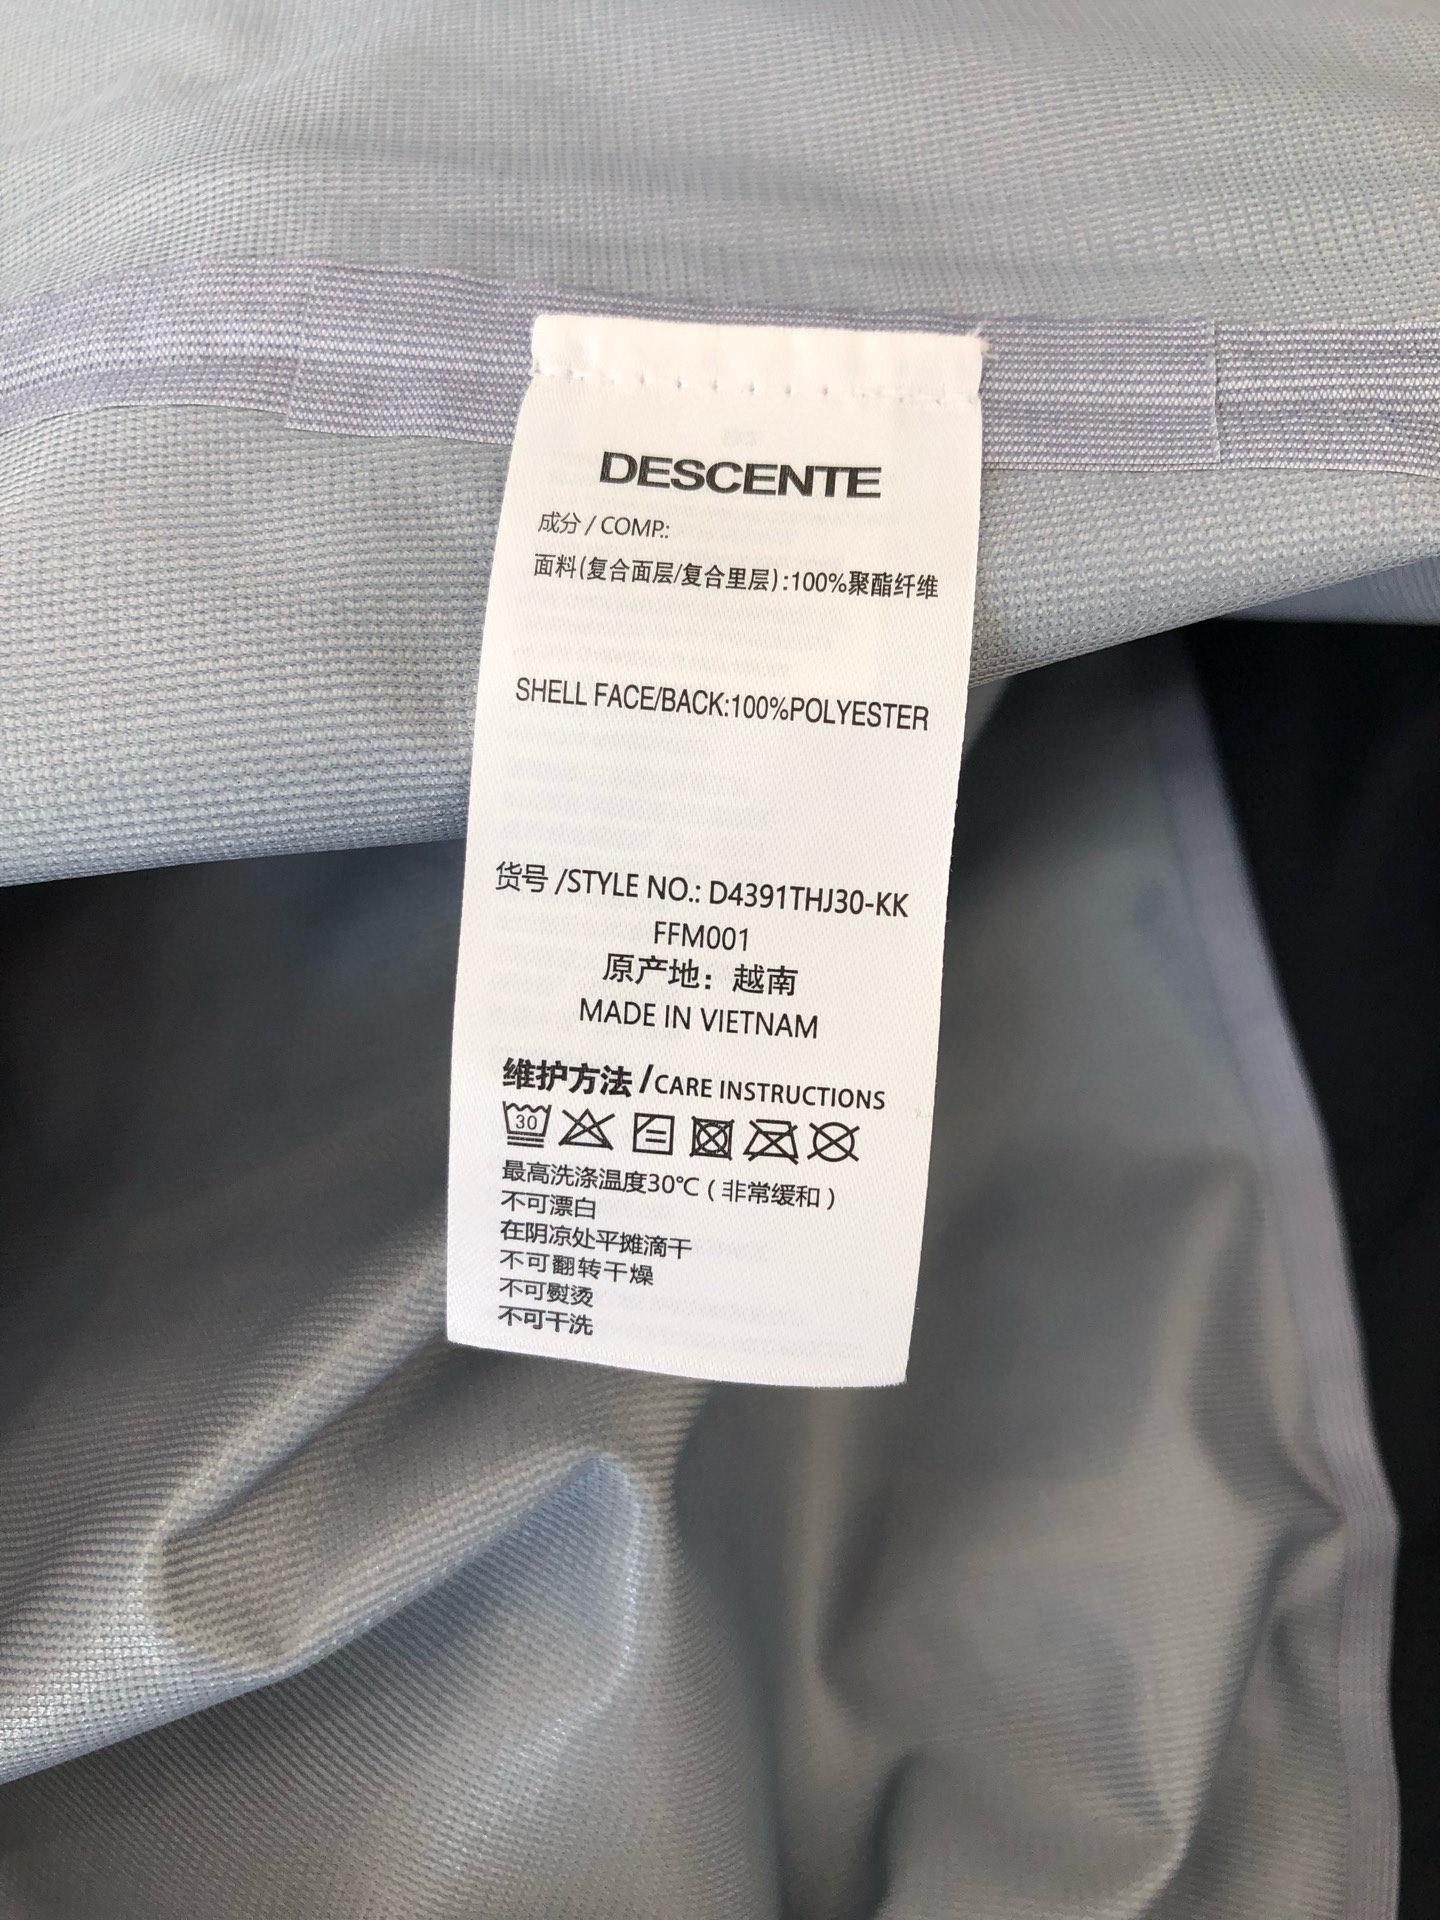 DESCENTE
成分 / COMP.:
面料(复合面层/复合里层):100%聚酯纤维
SHELL FACE/BACK:100%POLYESTER
货号 /STYLE NO.: D4391THJ30-KK
FFM001
原产地：越南
MADE IN VIETNAM
维护方法 /CARE INSTRUCTIONS
30
最高洗涤温度30℃ ( 非常缓和 )
不可漂白
在阴凉处平摊滴干
不可翻转干燥
不可熨烫
不可干洗